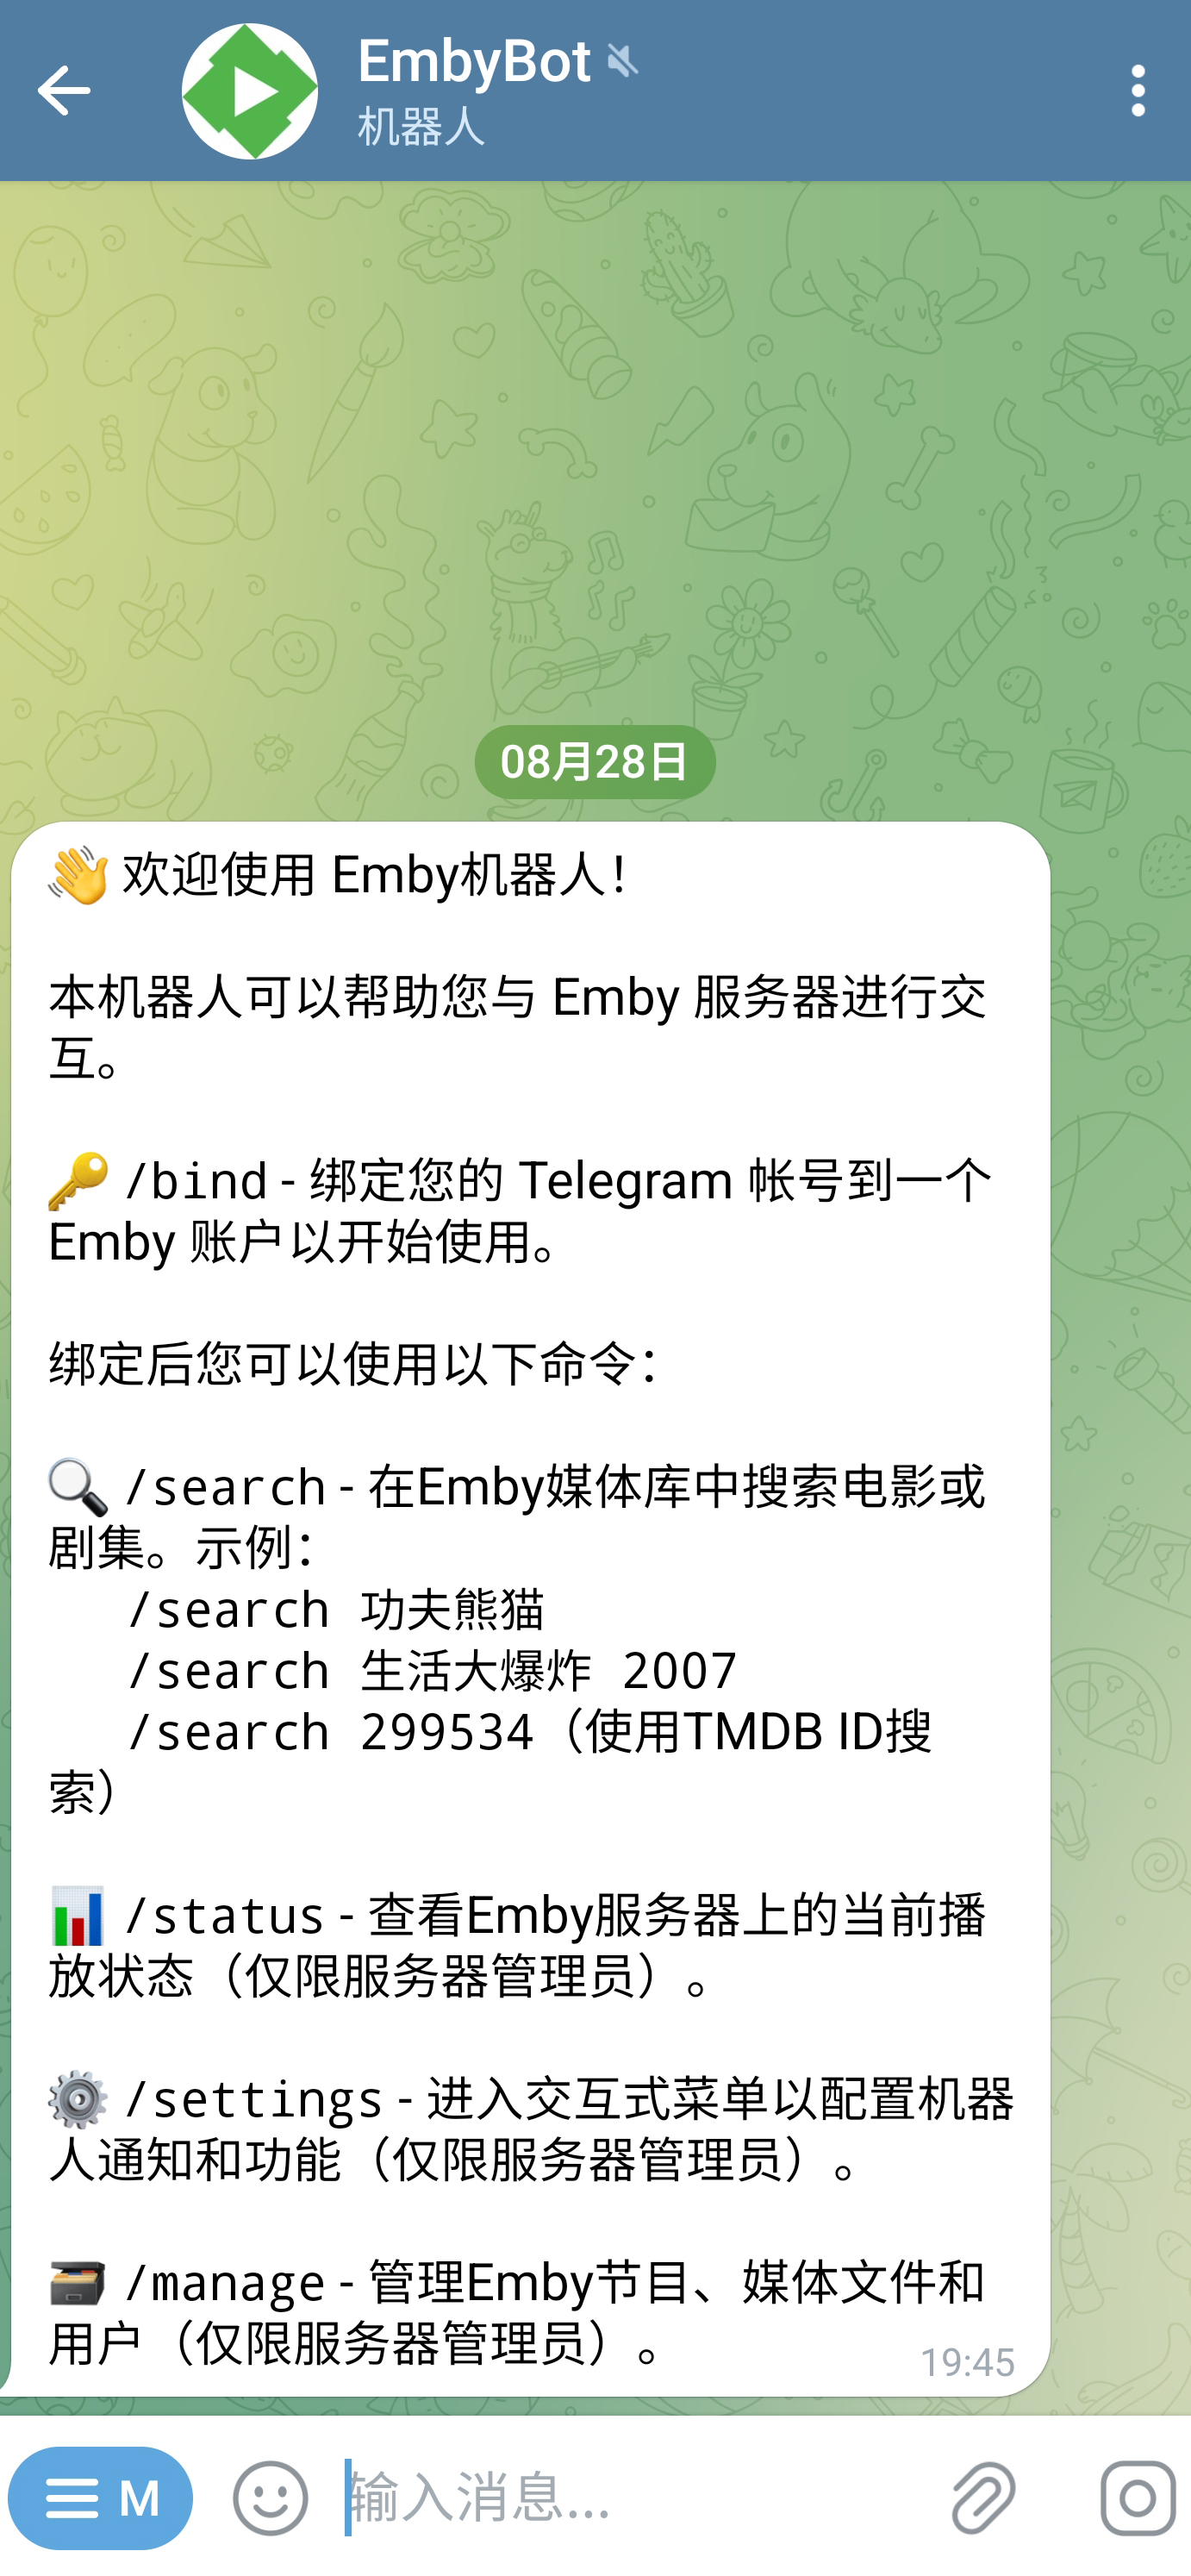 EmbyBot
机器人
08月28日
👋 欢迎使用 Emby机器人！
本机器人可以帮助您与 Emby 服务器进行交
互。
🔑 /bind - 绑定您的 Telegram 帐号到一个
Emby 账户以开始使用。
绑定后您可以使用以下命令：
🔍 /search - 在Emby媒体库中搜索电影或
剧集。示例：
/search 功夫熊猫
/search 生活大爆炸 2007
/search 299534（使用TMDB ID搜
索）
📊 /status - 查看Emby服务器上的当前播
放状态（仅限服务器管理员）。
⚙️ /settings - 进入交互式菜单以配置机器
人通知和功能（仅限服务器管理员）。
🗃️ /manage - 管理Emby节目、媒体文件和
用户（仅限服务器管理员）。
19:45
M
输入消息...